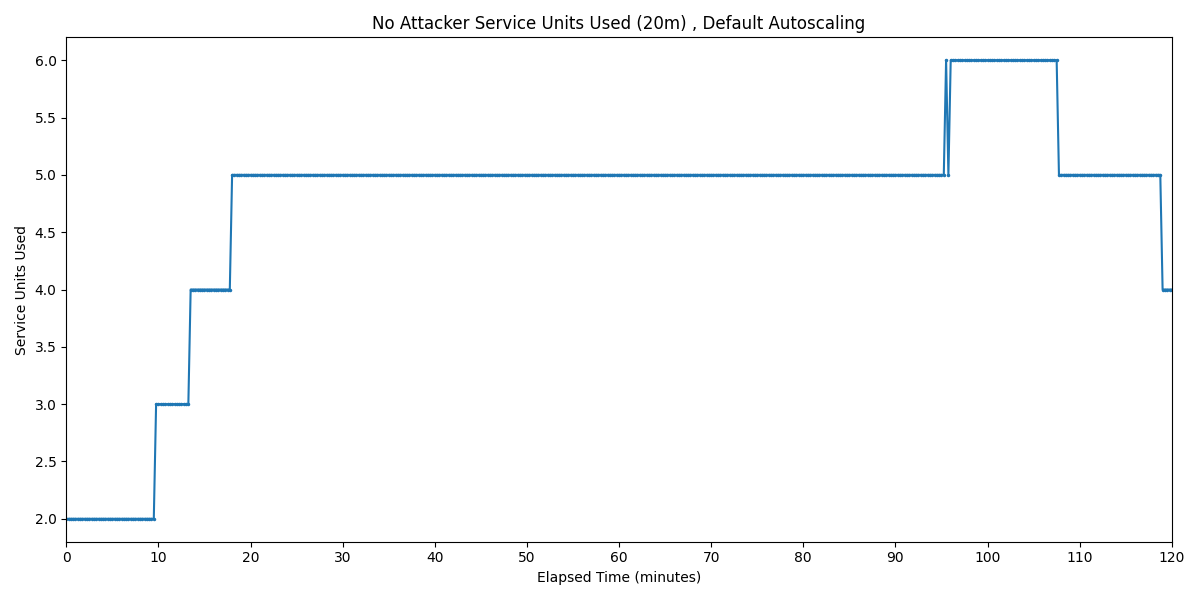 No Attacker Service Units Used (20m) , Default Autoscaling
6.0
5.5
5.0
4.5
4.0
3.5
3.0
2.5
2.0
Service Units Used
0 10 20 30 40 50 60 70 80 90 100 110 120
Elapsed Time (minutes)